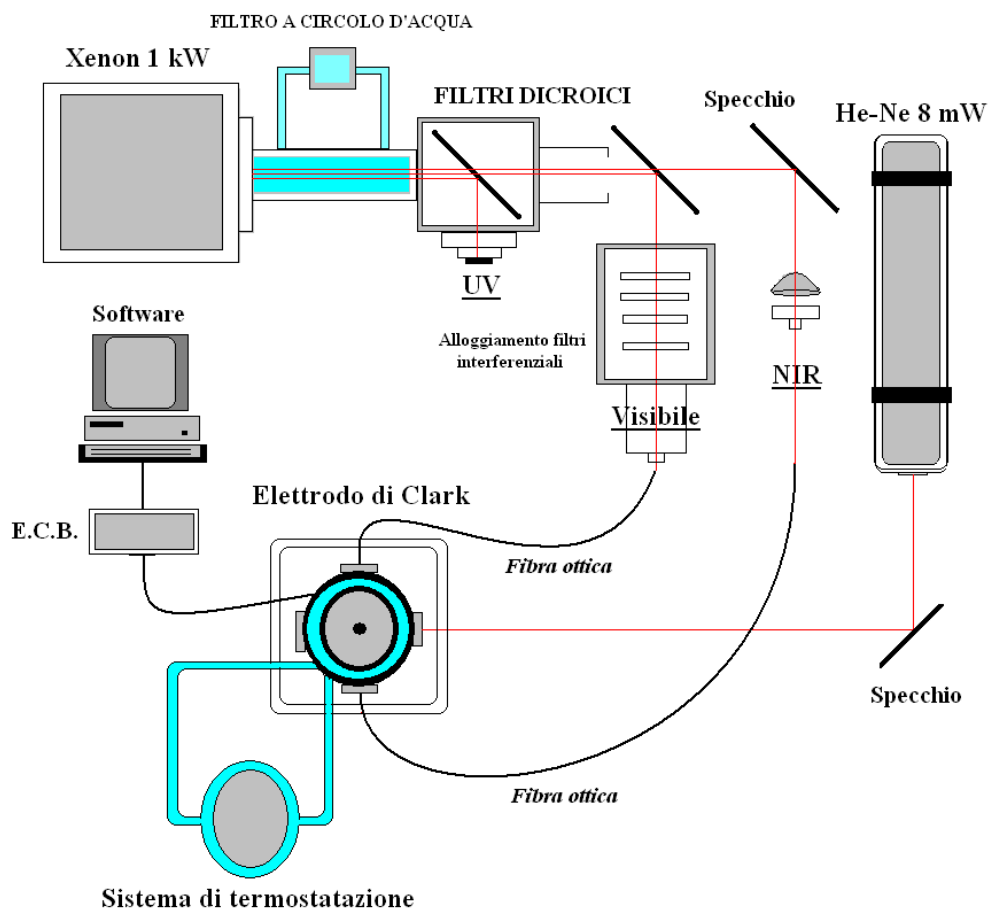 FILTRO A CIRCOLO D'ACQUA
Xenon 1 kW
FILTRI DICROICI
Specchio
He-Ne 8 mW
UV
Software
Alloggiamento filtri
interferenziali
NIR
Visibile
Elettrodo di Clark
E.C.B.
Fibra ottica
Specchio
Fibra ottica
Sistema di termostatazione